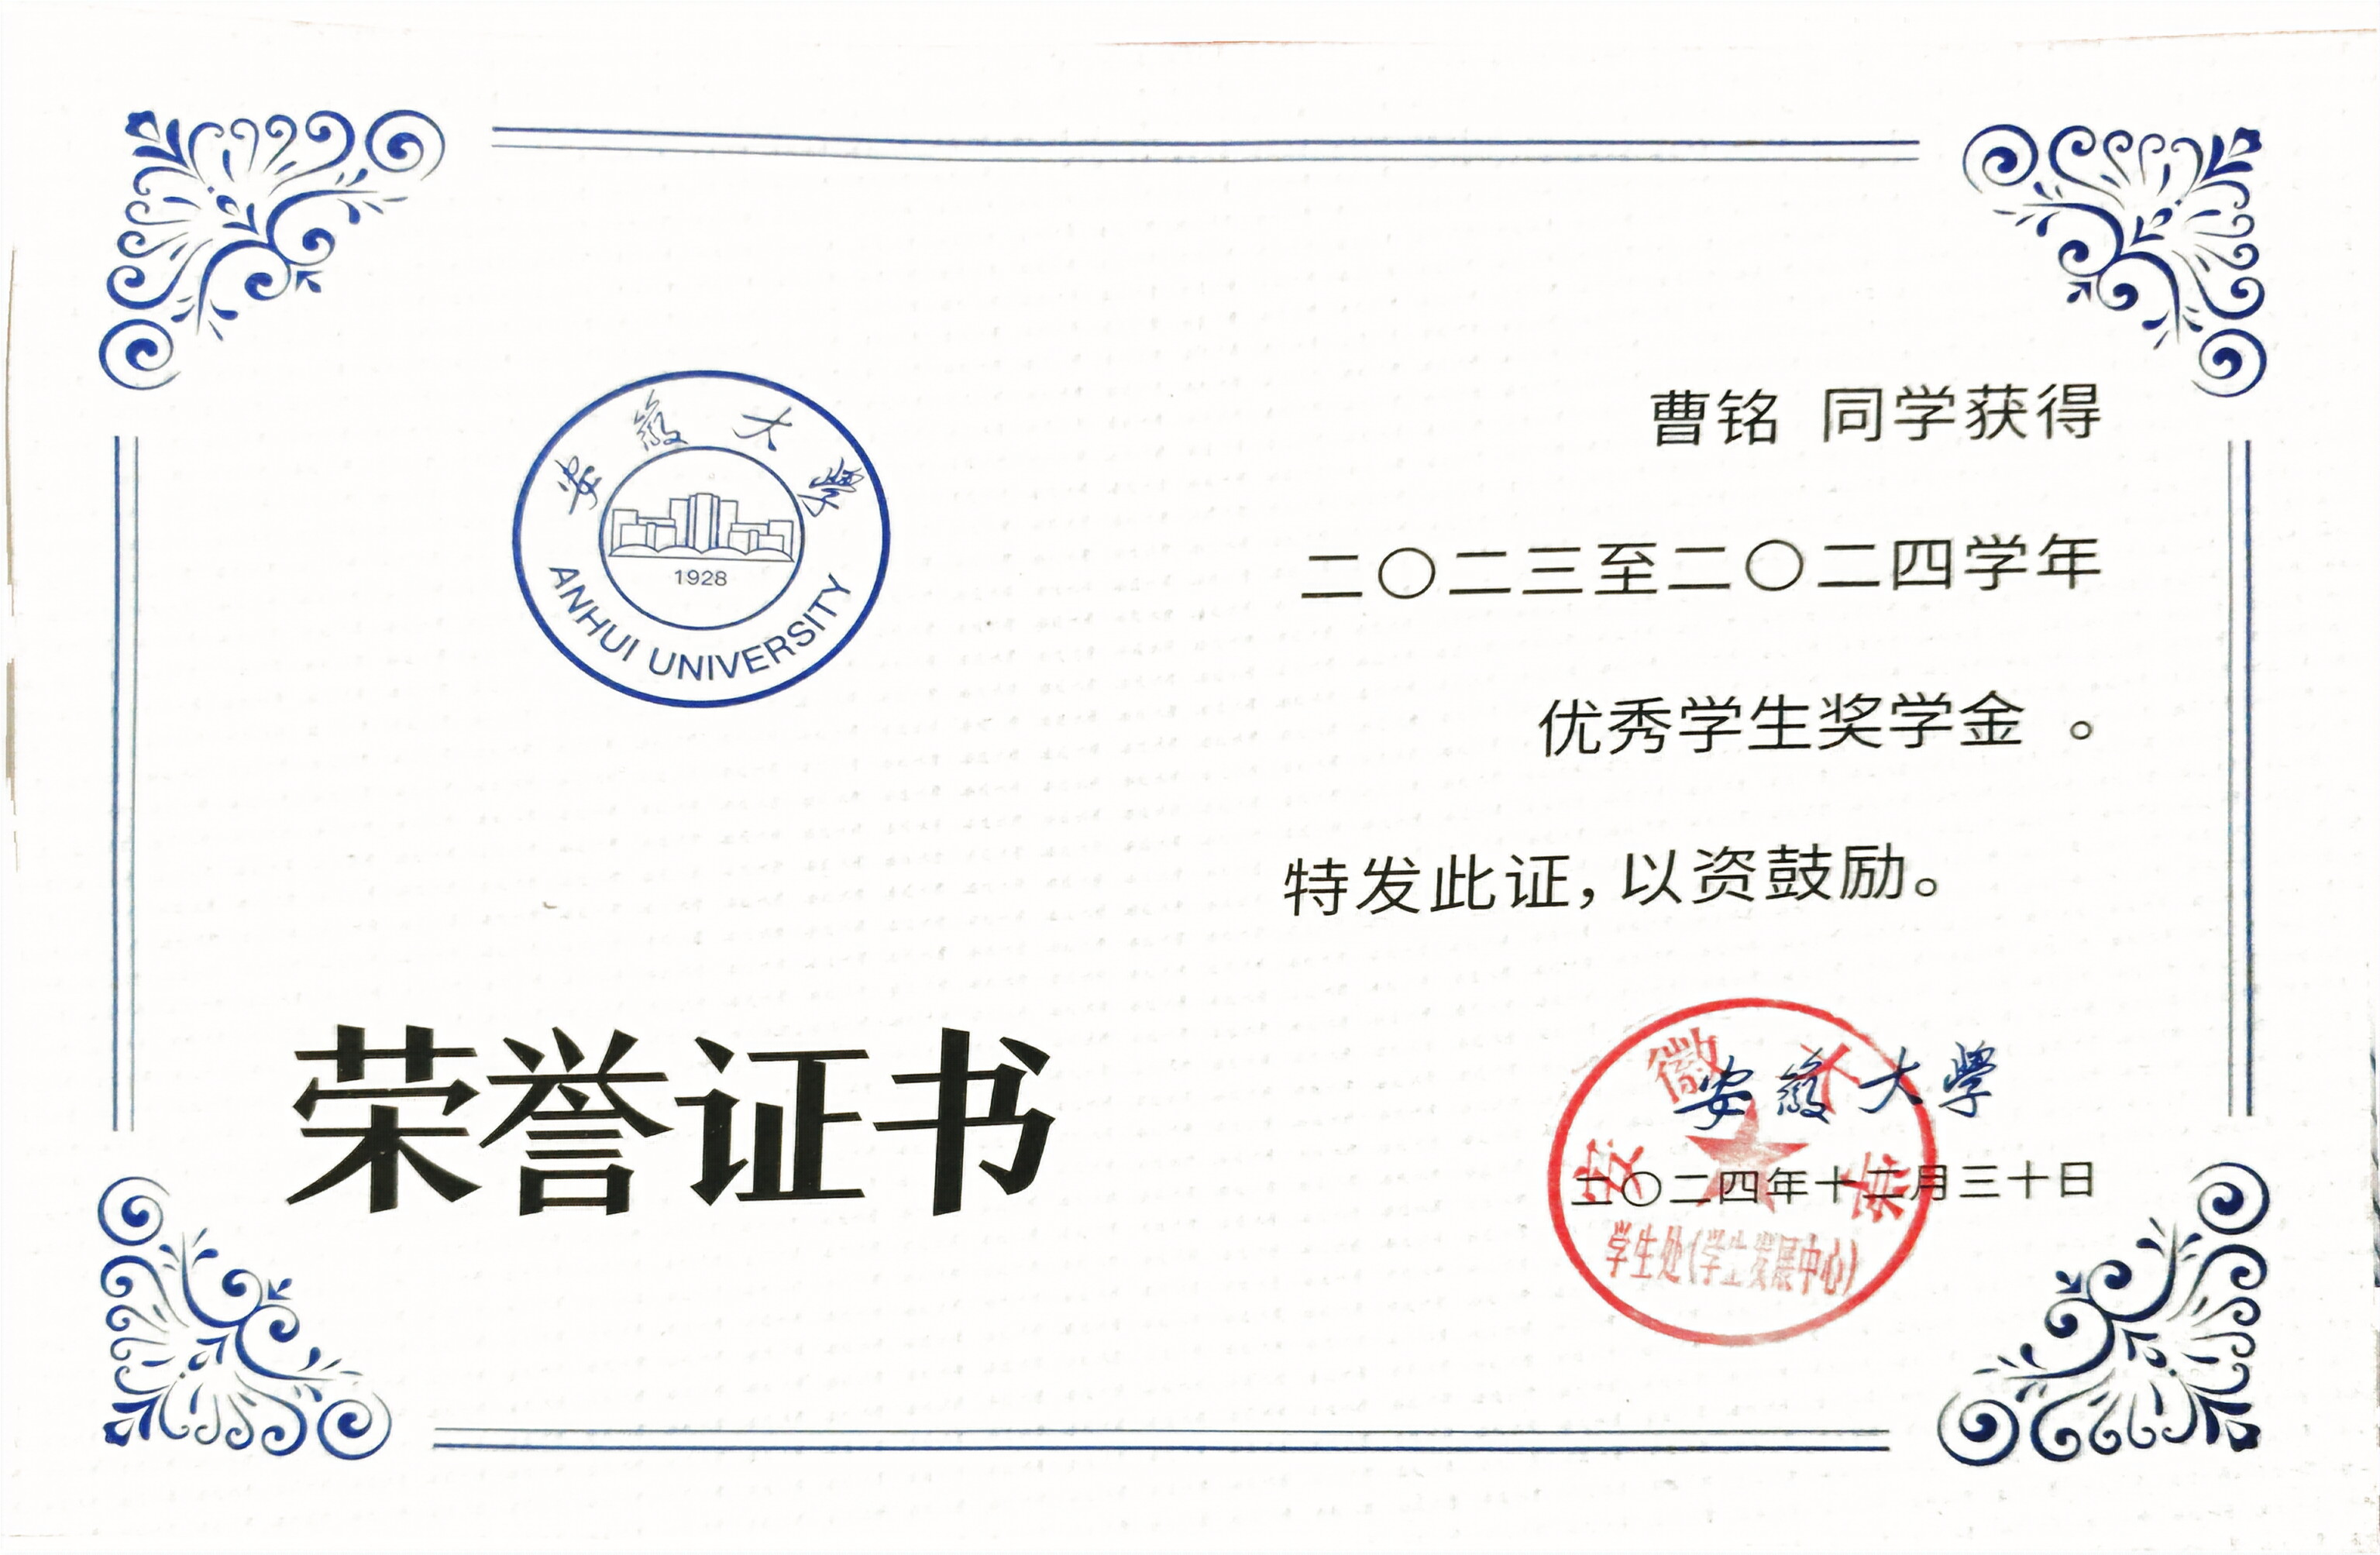 安徽大學
1928
ANHUI UNIVERSITY
荣誉证书
曹铭 同学获得
二〇二三至二〇二四学年
优秀学生奖学金 。
特发此证，以资鼓励。
安徽大學
二〇二四年十二月三十日
安徽大学
学生处(学生发展中心)